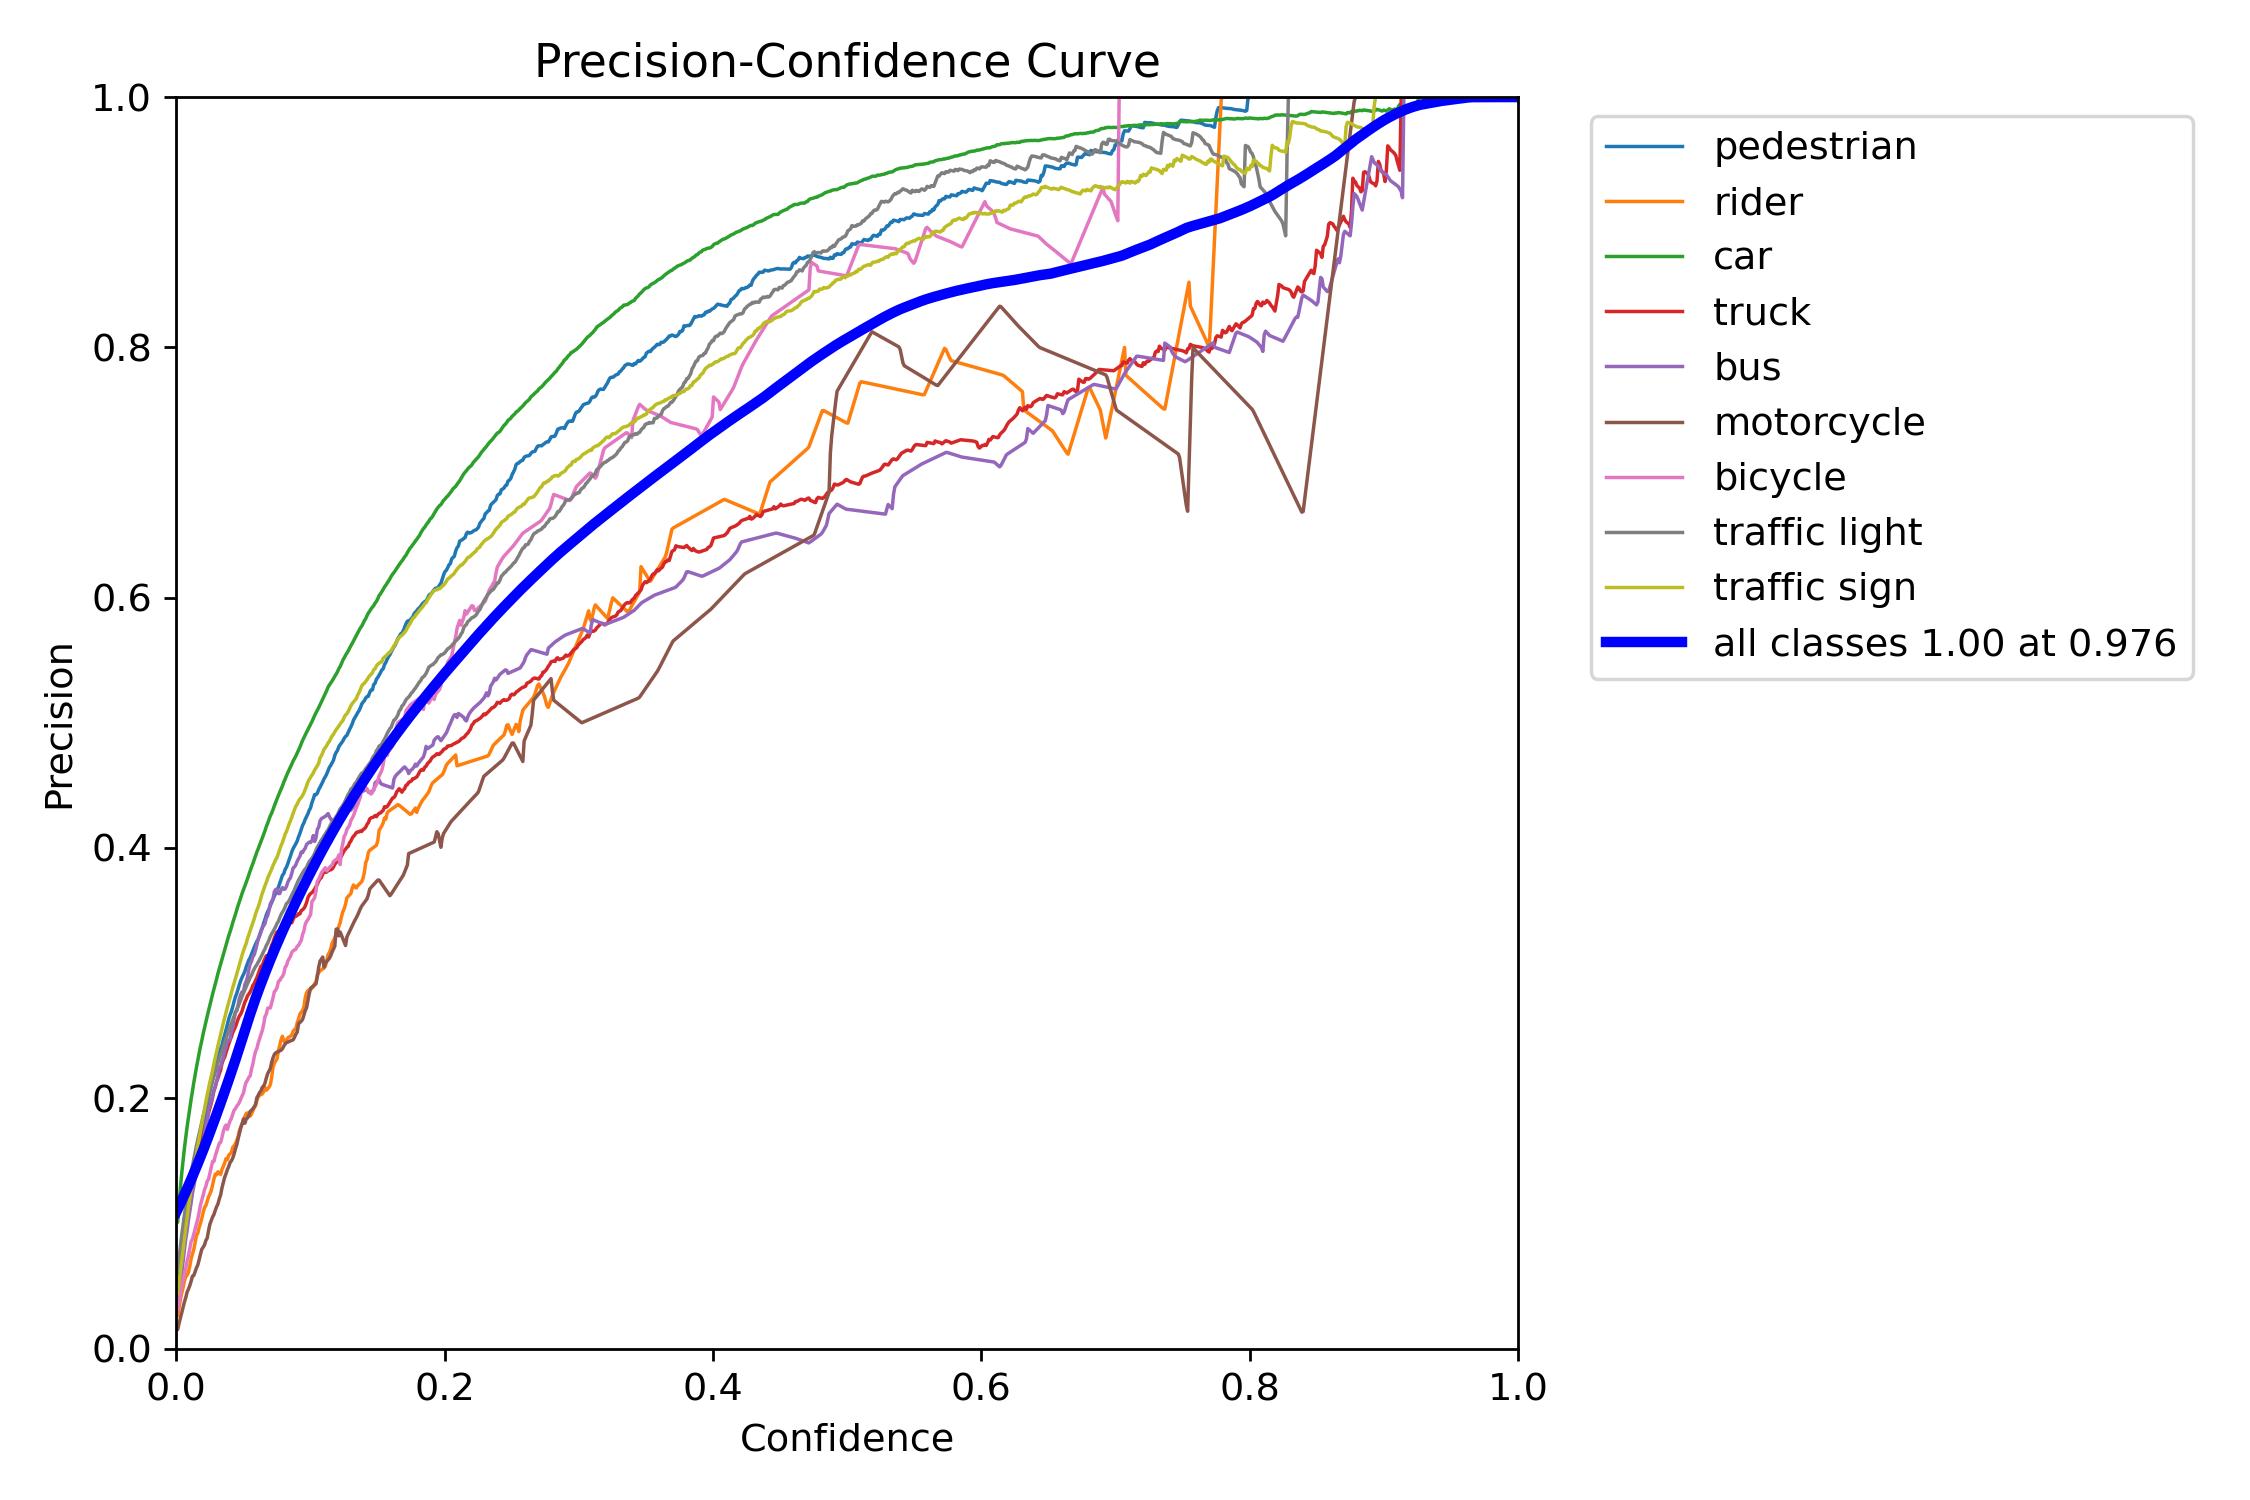 Precision-Confidence Curve
1.0
0.8
0.6
0.4
0.2
0.0
Precision
0.0 0.2 0.4 0.6 0.8 1.0
Confidence
pedestrian
rider
car
truck
bus
motorcycle
bicycle
traffic light
traffic sign
all classes 1.00 at 0.976